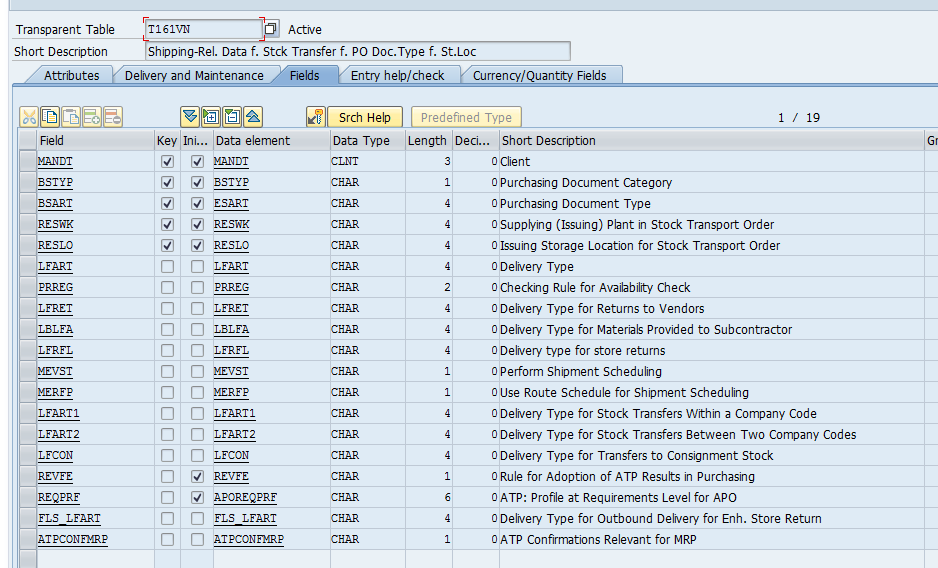 Transparent Table T161VN Active
Short Description Shipping-Rel. Data f. Stck Transfer f. PO Doc.Type f. St.Loc
Attributes Delivery and Maintenance Fields Entry help/check Currency/Quantity Fields
Srch Help Predefined Type 1 / 19
Field Key Ini... Data element Data Type Length Deci... Short Description Gr
MANDT MANDT CLNT 3 0 Client
BSTYP BSTYP CHAR 1 0 Purchasing Document Category
BSART ESART CHAR 4 0 Purchasing Document Type
RESWK RESWK CHAR 4 0 Supplying (Issuing) Plant in Stock Transport Order
RESLO RESLO CHAR 4 0 Issuing Storage Location for Stock Transport Order
LFART LFART CHAR 4 0 Delivery Type
PRREG PRREG CHAR 2 0 Checking Rule for Availability Check
LFRET LFRET CHAR 4 0 Delivery Type for Returns to Vendors
LBLFA LBLFA CHAR 4 0 Delivery Type for Materials Provided to Subcontractor
LFRFL LFRFL CHAR 4 0 Delivery type for store returns
MEVST MEVST CHAR 1 0 Perform Shipment Scheduling
MERFP MERFP CHAR 1 0 Use Route Schedule for Shipment Scheduling
LFART1 LFART1 CHAR 4 0 Delivery Type for Stock Transfers Within a Company Code
LFART2 LFART2 CHAR 4 0 Delivery Type for Stock Transfers Between Two Company Codes
LFCON LFCON CHAR 4 0 Delivery Type for Transfers to Consignment Stock
REVFE REVFE CHAR 1 0 Rule for Adoption of ATP Results in Purchasing
REQPRF APOREQPRF CHAR 6 0 ATP: Profile at Requirements Level for APO
FLS_LFART FLS_LFART CHAR 4 0 Delivery Type for Outbound Delivery for Enh. Store Return
ATPCONFMRP ATPCONFMRP CHAR 1 0 ATP Confirmations Relevant for MRP